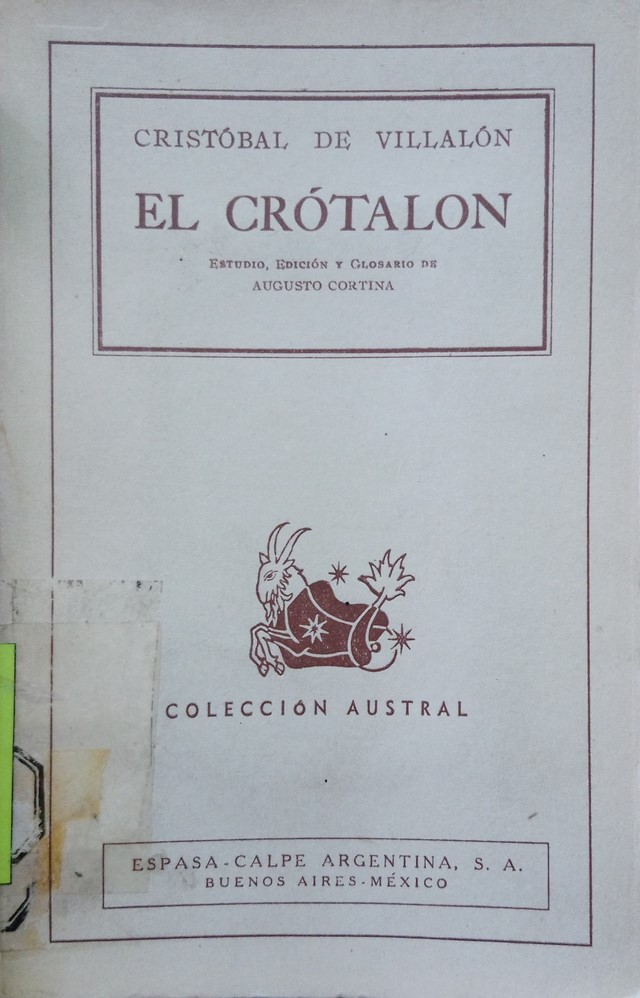 CRISTÓBAL DE VILLALÓN
EL CRÓTALON
ESTUDIO, EDICIÓN Y GLOSARIO DE
AUGUSTO CORTINA
COLECCIÓN AUSTRAL
ESPASA-CALPE ARGENTINA, S. A.
BUENOS AIRES-MÉXICO